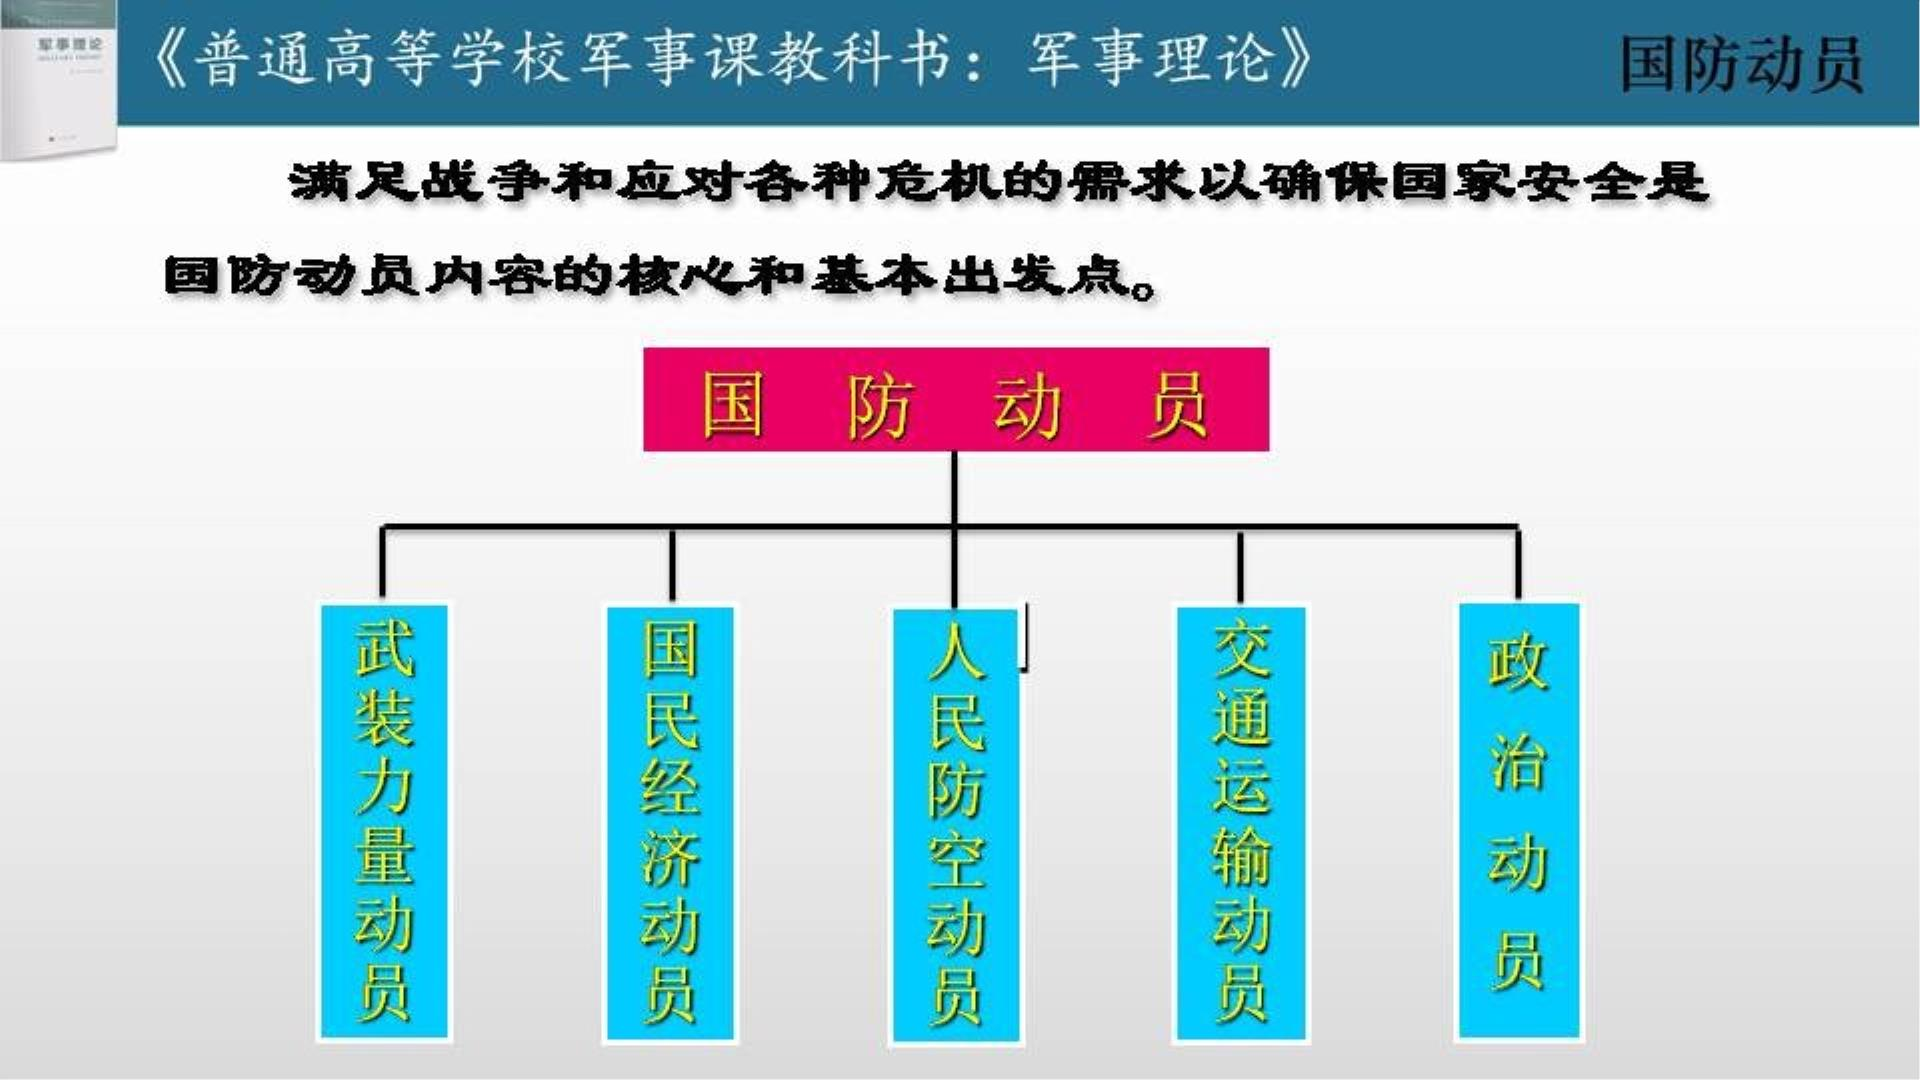 军事理论
《普通高等学校军事课教科书：军事理论》
国防动员
满足战争和应对各种危机的需求以确保国家安全是
国防动员内容的核心和基本出发点。
国防动员
武装力量动员
国民经济动员
人民防空动员
交通运输动员
政治动员